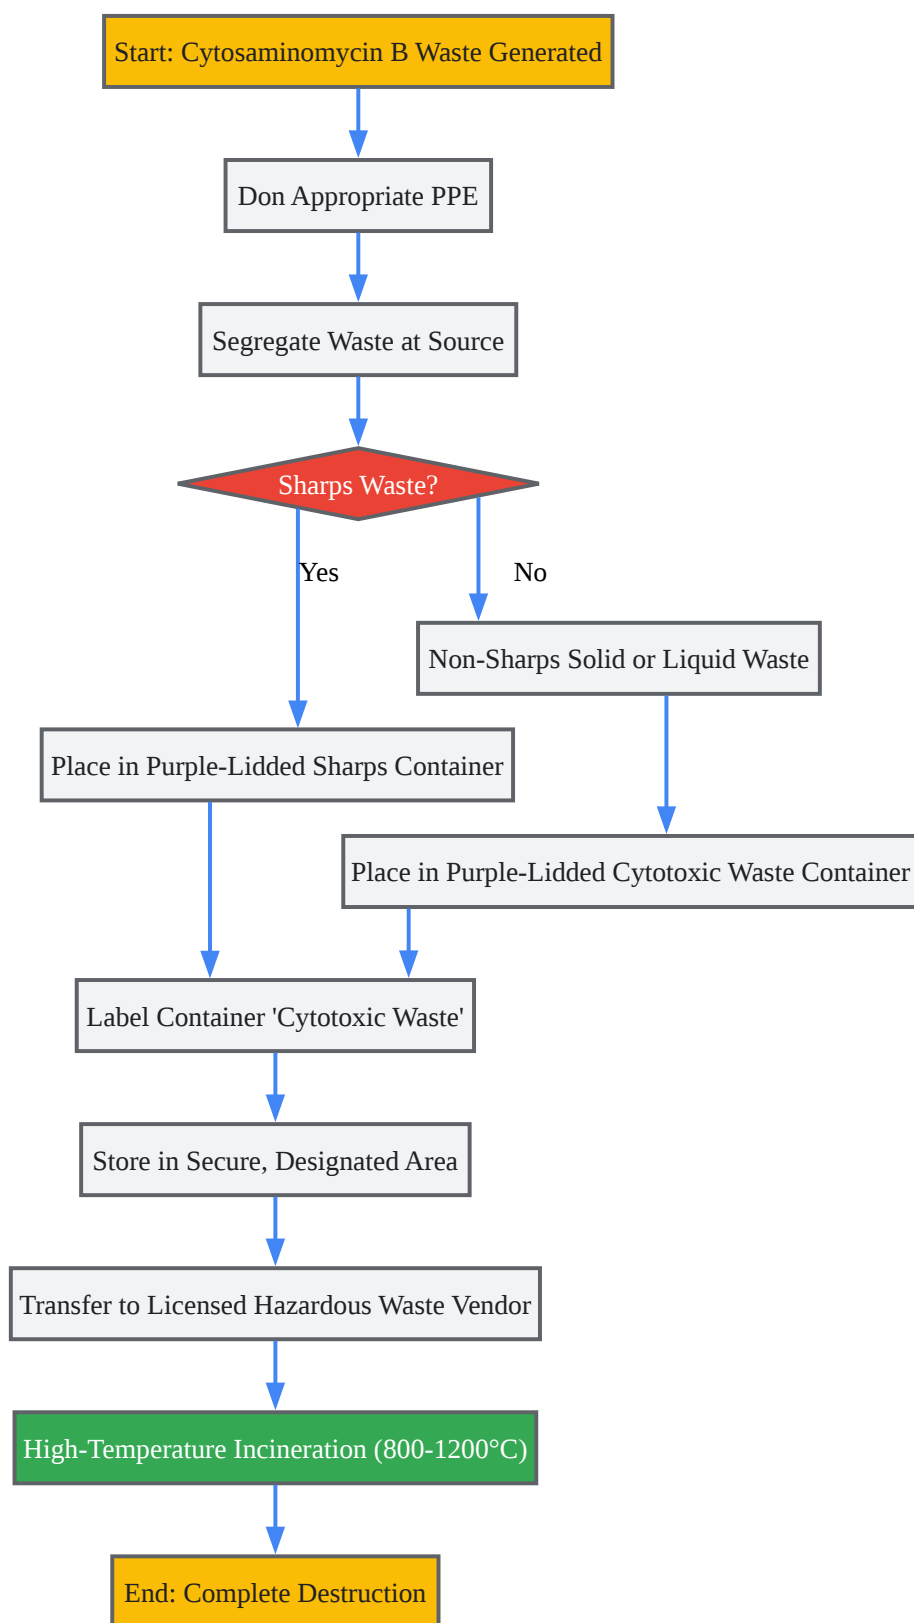 Start: Cytosaminomycin B Waste Generated
Don Appropriate PPE
Segregate Waste at Source
Sharps Waste?
Yes
No
Non-Sharps Solid or Liquid Waste
Place in Purple-Lidded Sharps Container
Place in Purple-Lidded Cytotoxic Waste Container
Label Container 'Cytotoxic Waste'
Store in Secure, Designated Area
Transfer to Licensed Hazardous Waste Vendor
High-Temperature Incineration (800-1200°C)
End: Complete Destruction